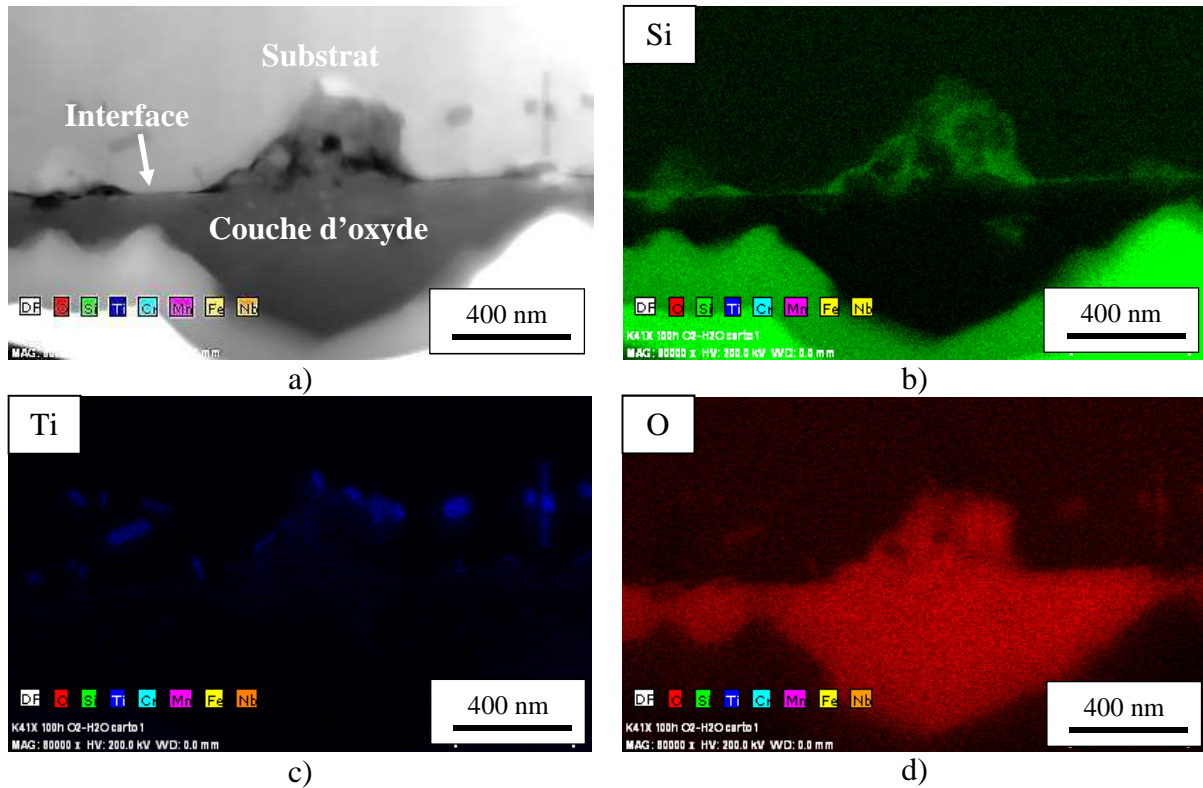 Substrat
Interface
Couche d'oxyde
DF O Si Ti Cr Mn Fe Nb
400 nm
a)
Si
DF O Si Ti Cr Mn Fe Nb
K41X 100h O2-H2O carto1
MAG: 80000 x HV: 200.0 kV WD: 0.0 mm
400 nm
b)
Ti
DF O Si Ti Cr Mn Fe Nb
K41X 100h O2-H2O carto1
MAG: 80000 x HV: 200.0 kV WD: 0.0 mm
400 nm
c)
O
DF O Si Ti Cr Mn Fe Nb
K41X 100h O2-H2O carto1
MAG: 80000 x HV: 200.0 kV WD: 0.0 mm
400 nm
d)